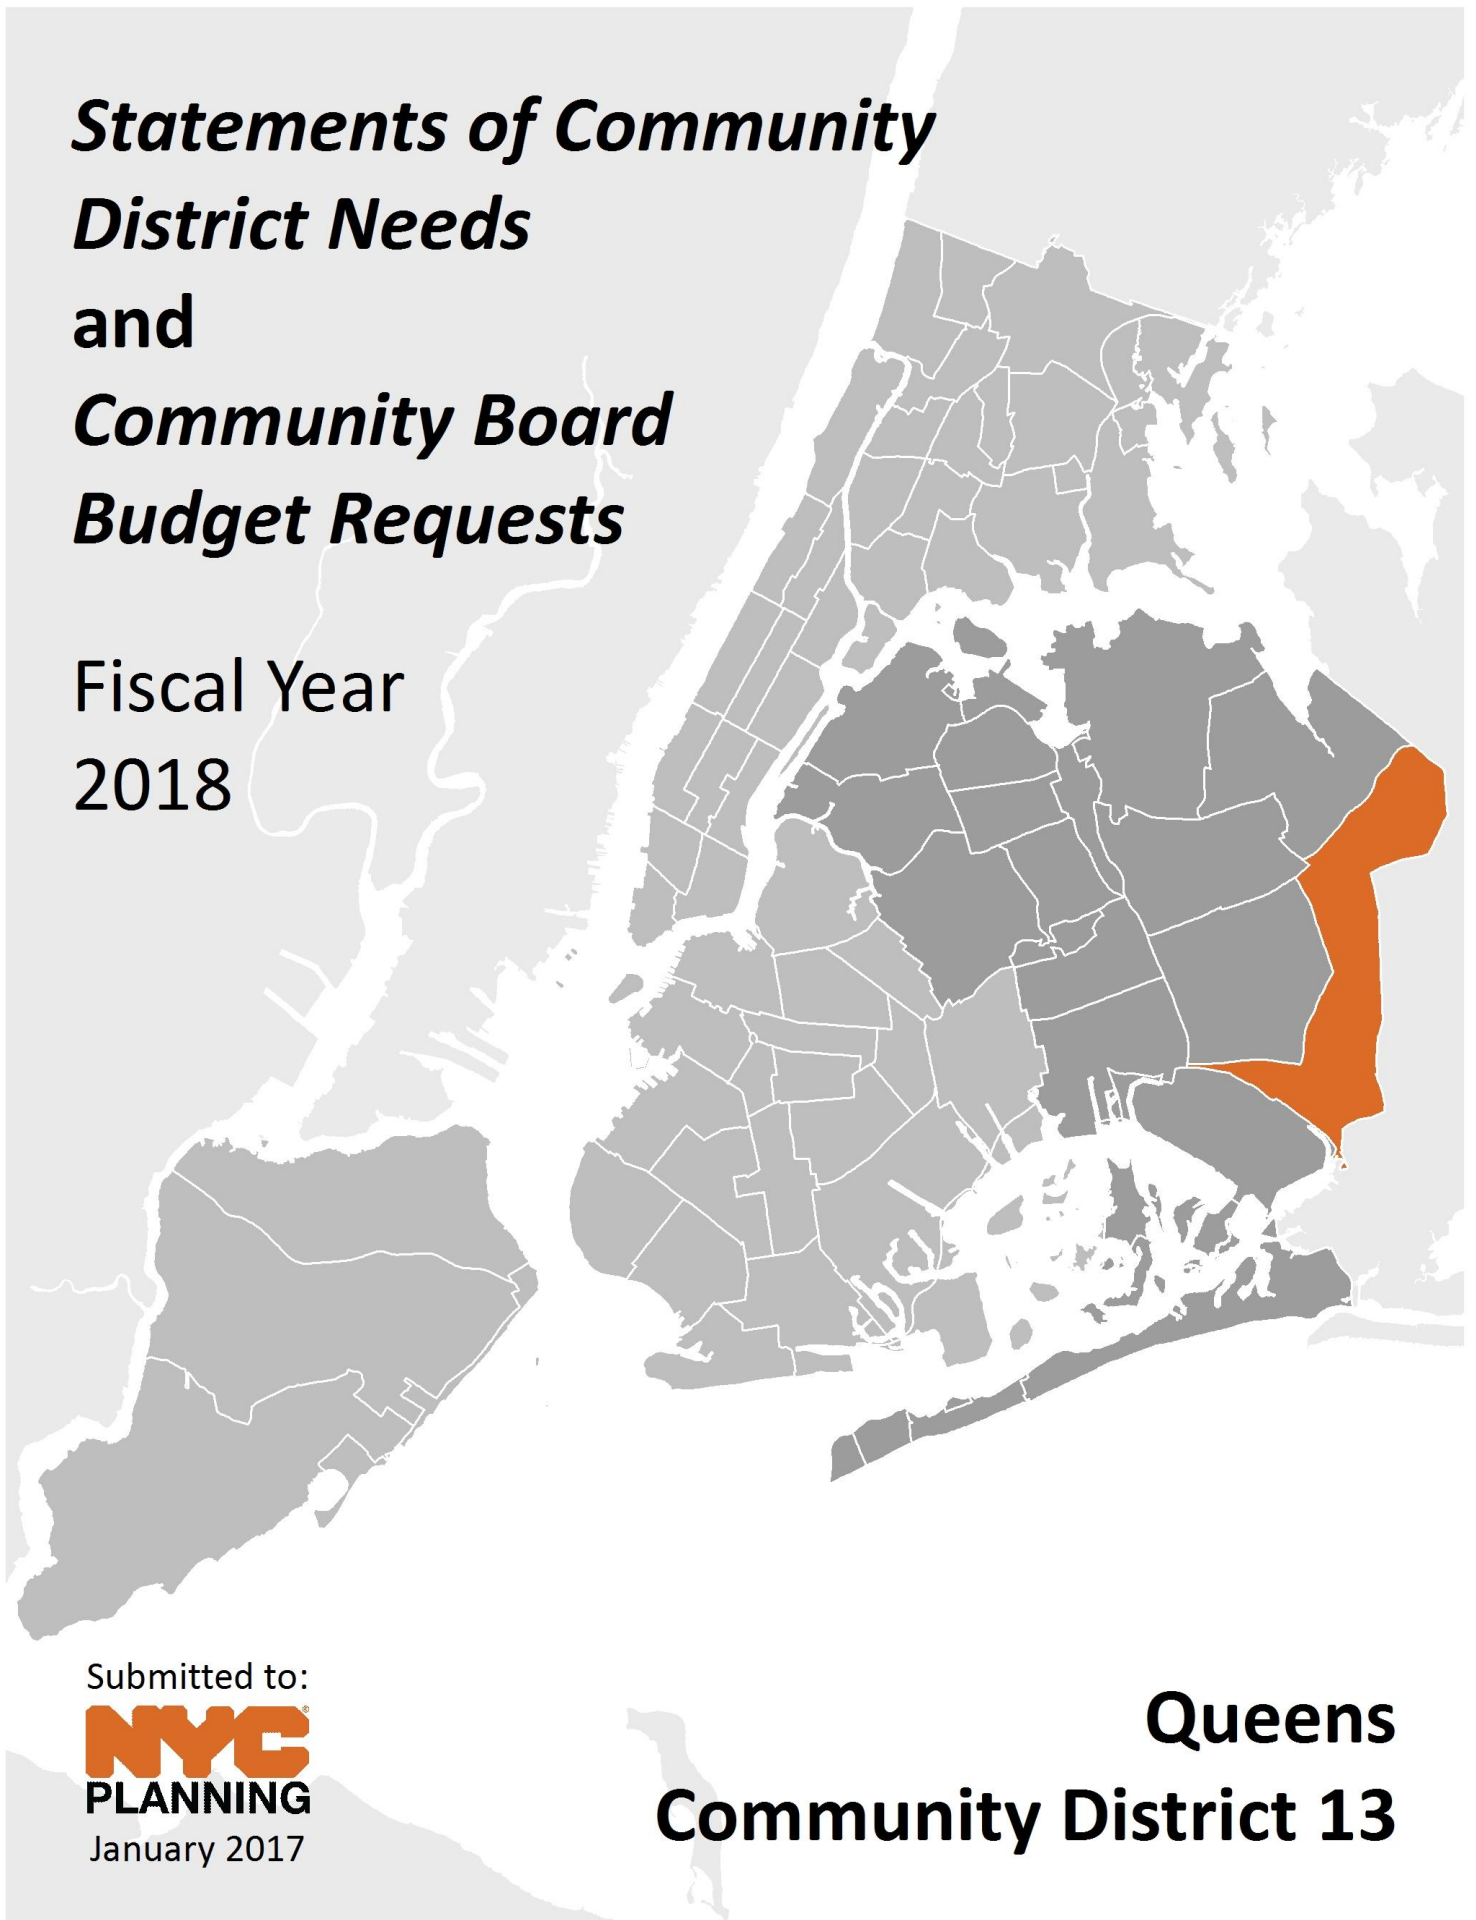 Statements of Community
District Needs
and
Community Board
Budget Requests
Fiscal Year
2018
Submitted to:
NYC®
PLANNING
January 2017
Queens
Community District 13